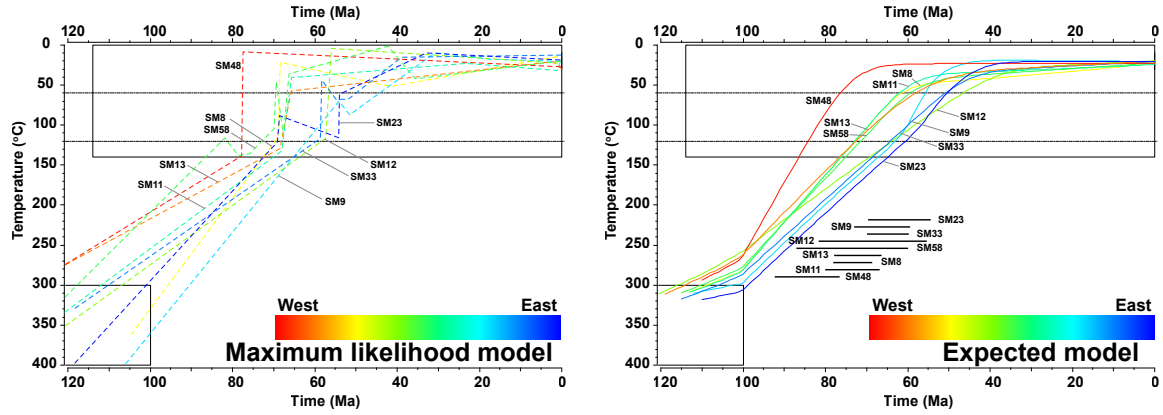 Time (Ma)
120 100 80 60 40 20 0
Temperature (°C)
0
50
100
150
200
250
300
350
400
SM48
SM8
SM58
SM13
SM11
SM23
SM12
SM33
SM9
West East
Maximum likelihood model
120 100 80 60 40 20 0
Time (Ma)
Time (Ma)
120 100 80 60 40 20 0
Temperature (°C)
0
50
100
150
200
250
300
350
400
SM8
SM11
SM48
SM13
SM58
SM12
SM9
SM33
SM23
SM23
SM9
SM33
SM12
SM58
SM13
SM8
SM11
SM48
West East
Expected model
120 100 80 60 40 20 0
Time (Ma)